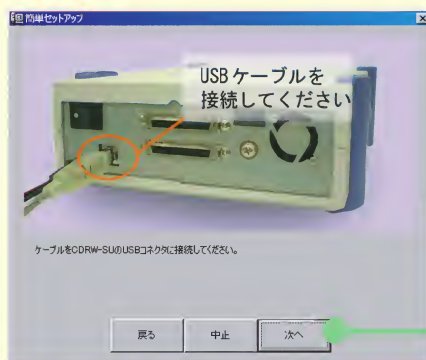 簡単セットアップ
USBケーブルを
接続してください
ケーブルをCDRW-SUのUSBコネクタに接続してください。
戻る
中止
次へ